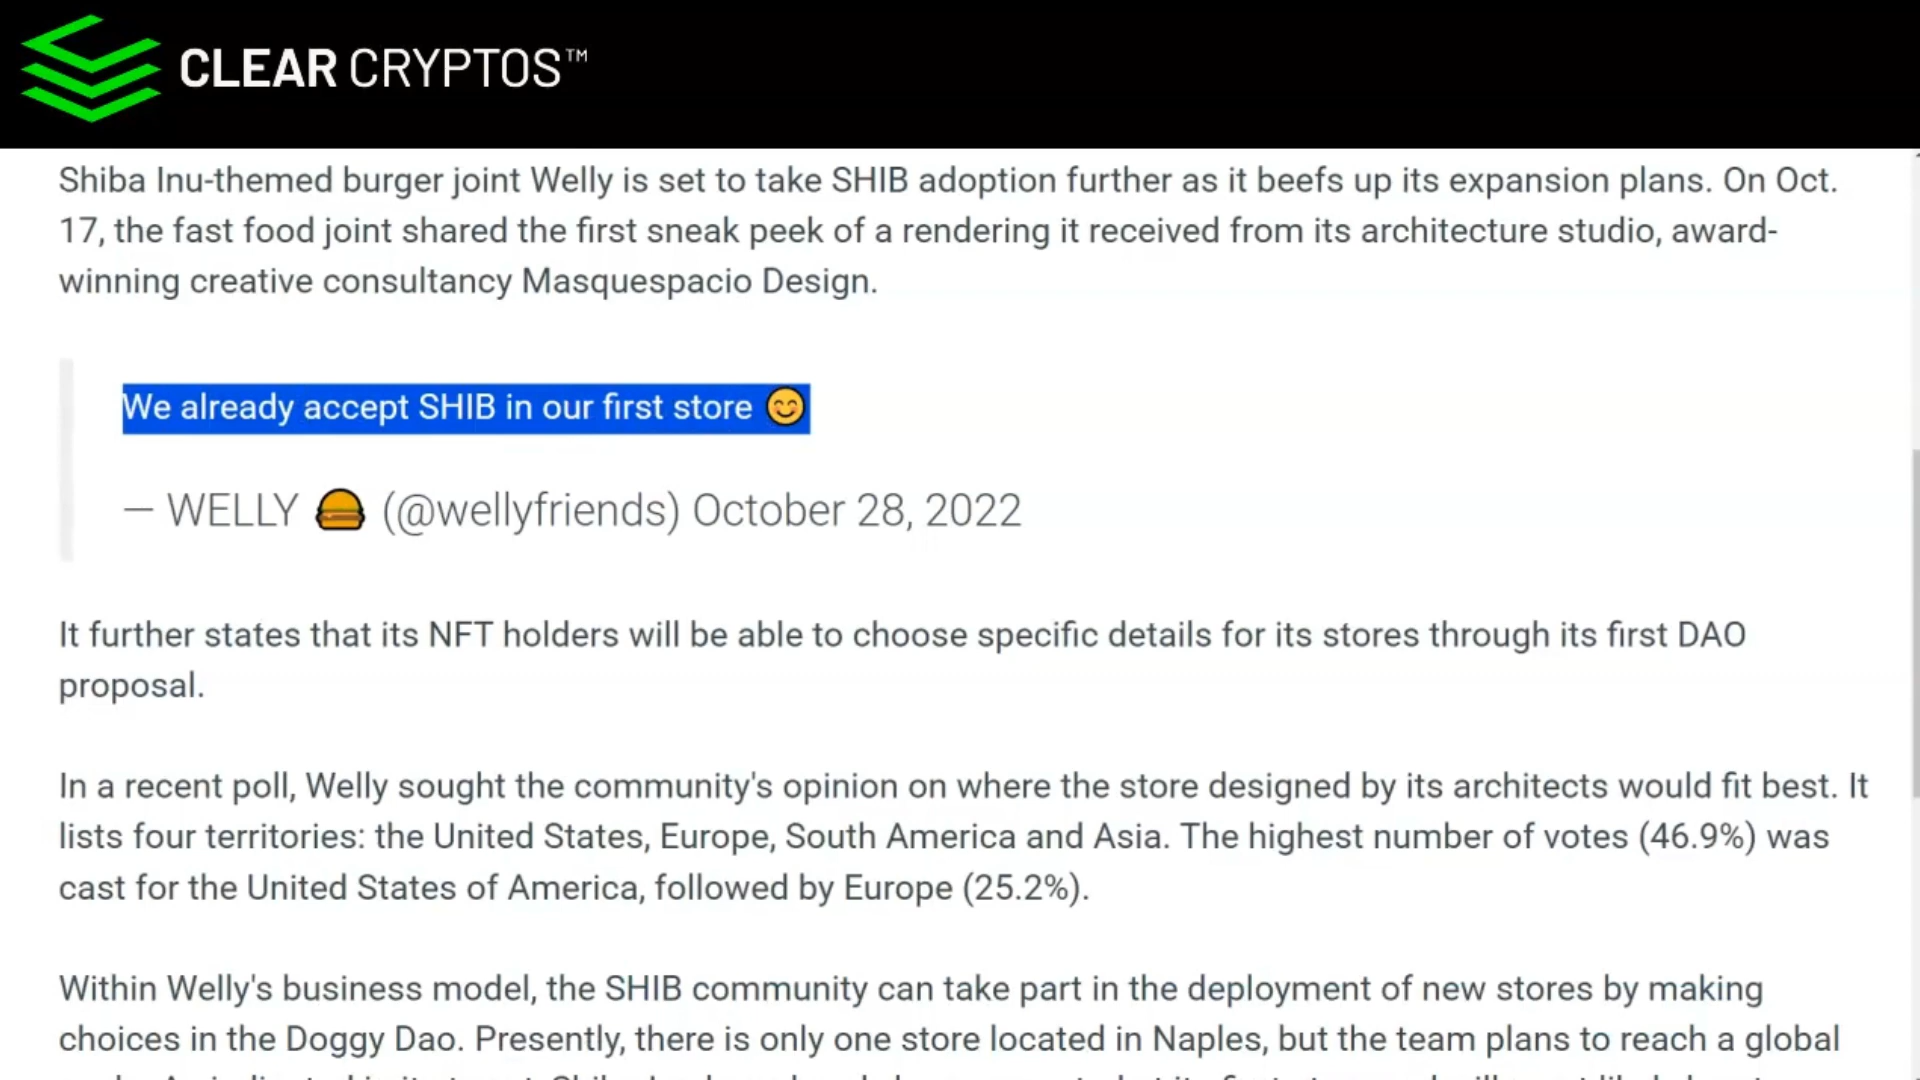 CLEAR CRYPTOS™
Shiba Inu-themed burger joint Welly is set to take SHIB adoption further as it beefs up its expansion plans. On Oct.
17, the fast food joint shared the first sneak peek of a rendering it received from its architecture studio, award-
winning creative consultancy Masquespacio Design.
We already accept SHIB in our first store 😊
— WELLY 🍔 (@wellyfriends) October 28, 2022
It further states that its NFT holders will be able to choose specific details for its stores through its first DAO
proposal.
In a recent poll, Welly sought the community's opinion on where the store designed by its architects would fit best. It
lists four territories: the United States, Europe, South America and Asia. The highest number of votes (46.9%) was
cast for the United States of America, followed by Europe (25.2%).
Within Welly's business model, the SHIB community can take part in the deployment of new stores by making
choices in the Doggy Dao. Presently, there is only one store located in Naples, but the team plans to reach a global